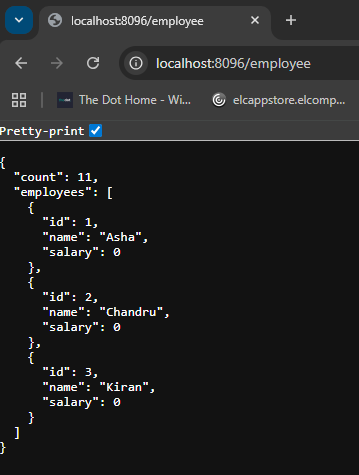 localhost:8096/employee
localhost:8096/employee
The Dot Home - Wi... elcappstore.elcomp...
Pretty-print
{
  "count": 11,
  "employees": [
    {
      "id": 1,
      "name": "Asha",
      "salary": 0
    },
    {
      "id": 2,
      "name": "Chandru",
      "salary": 0
    },
    {
      "id": 3,
      "name": "Kiran",
      "salary": 0
    }
  ]
}